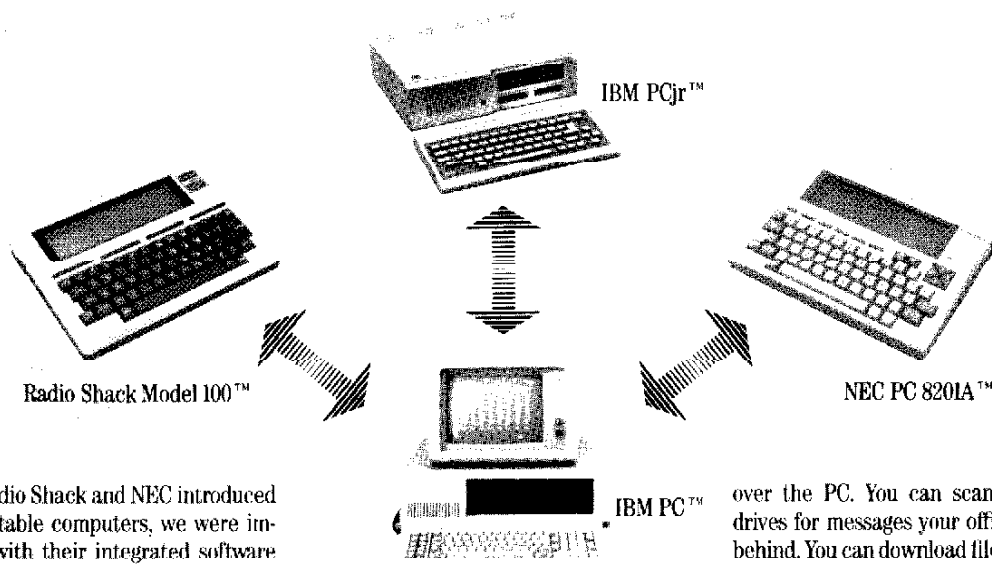 IBM PCjr™
Radio Shack Model 100™
NEC PC 8201A™
IBM PC™
dio Shack and NEC introduced
table computers, we were im-
with their integrated software
over the PC. You can scan
drives for messages your off
behind. You can download file